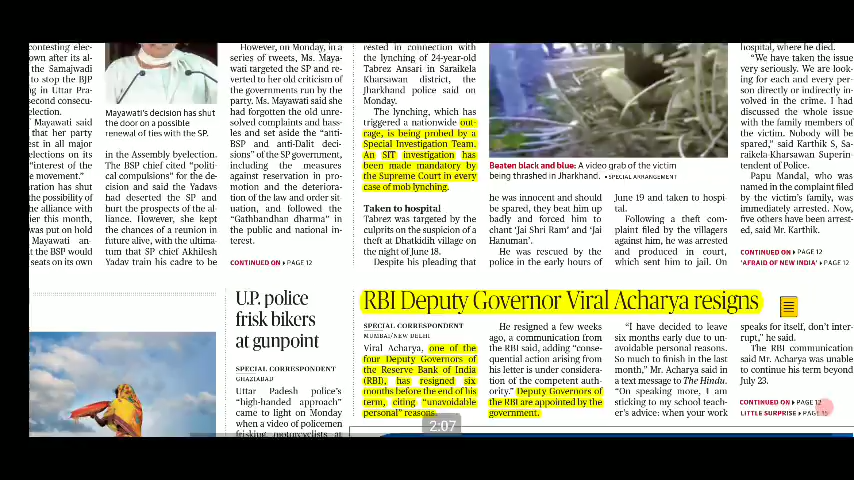 contesting elec-
own after its al-
the Samajwadi
to stop the BJP
g in Uttar Pra-
second consecu-
election.
Mayawati said
that her party
est in all major
elections on its
"interest of the
e movement."
ration has shut
the possibility of
the alliance with
ier this month,
was put on hold
Mayawati an-
t the BSP would
seats on its own
Mayawati's decision has shut
the door on a possible
renewal of ties with the SP.
in the Assembly byelection.
The BSP chief cited "politi-
cal compulsions" for the de-
cision and said the Yadavs
had deserted the SP and
hurt the prospects of the al-
liance. However, she kept
the chances of a reunion in
future alive, with the ultima-
tum that SP chief Akhilesh
Yadav train his cadre to be
However, on Monday, in a
series of tweets, Ms. Maya-
wati targeted the SP and re-
verted to her old criticism of
the governments run by the
party. Ms. Mayawati said she
had forgotten the old unre-
solved complaints and hass-
les and set aside the "anti-
BSP and anti-Dalit deci-
sions" of the SP government,
including the measures
against reservation in pro-
motion and the deteriora-
tion of the law and order sit-
uation, and followed the
"Gathbandhan dharma" in
the public and national in-
terest.
CONTINUED ON ▸ PAGE 12
rested in connection with
the lynching of 24-year-old
Tabrez Ansari in Saraikela
Kharsawan district, the
Jharkhand police said on
Monday.
The lynching, which has
triggered a nationwide out-
rage, is being probed by a
Special Investigation Team.
An SIT investigation has
been made mandatory by
the Supreme Court in every
case of mob lynching.
Taken to hospital
Tabrez was targeted by the
culprits on the suspicion of a
theft at Dhatkidih village on
the night of June 18.
Despite his pleading that
Beaten black and blue: A video grab of the victim
being thrashed in Jharkhand. ▪ SPECIAL ARRANGEMENT
he was innocent and should
be spared, they beat him up
badly and forced him to
chant 'Jai Shri Ram' and 'Jai
Hanuman'.
He was rescued by the
police in the early hours of
June 19 and taken to hospi-
tal.
Following a theft com-
plaint filed by the villagers
against him, he was arrested
and produced in court,
which sent him to jail. On
hospital, where he died.
"We have taken the issue
very seriously. We are look-
ing for each and every per-
son directly or indirectly in-
volved in the crime. I had
discussed the whole issue
with the family members of
the victim. Nobody will be
spared," said Karthik S, Sa-
raikela-Kharsawan Superin-
tendent of Police.
Papu Mandal, who was
named in the complaint filed
by the victim's family, was
immediately arrested. Now,
five others have been arrest-
ed, said Mr. Karthik.
CONTINUED ON ▸ PAGE 12
'AFRAID OF NEW INDIA' ▸ PAGE 12
U.P. police
frisk bikers
at gunpoint
SPECIAL CORRESPONDENT
GHAZIABAD
Uttar Pradesh police's
"high-handed approach"
came to light on Monday
when a video of policemen
frisking motorcyclists at
RBI Deputy Governor Viral Acharya resigns
SPECIAL CORRESPONDENT
MUMBAI/NEW DELHI
Viral Acharya, one of the
four Deputy Governors of
the Reserve Bank of India
(RBI), has resigned six
months before the end of his
term, citing "unavoidable
personal" reasons.
He resigned a few weeks
ago, a communication from
the RBI said, adding "conse-
quential action arising from
his letter is under considera-
tion of the competent auth-
ority." Deputy Governors of
the RBI are appointed by the
government.
"I have decided to leave
six months early due to un-
avoidable personal reasons.
So much to finish in the last
month," Mr. Acharya said in
a text message to The Hindu.
"On speaking more, I am
sticking to my school teach-
er's advice: when your work
speaks for itself, don't inter-
rupt," he said.
The RBI communication
said Mr. Acharya was unable
to continue his term beyond
July 23.
CONTINUED ON ▸ PAGE 12
LITTLE SURPRISE ▸ PAGE 15
2:07